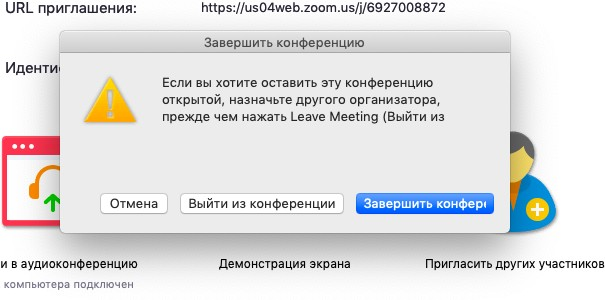 URL приглашения: https://us04web.zoom.us/j/6927008872
Завершить конференцию
Если вы хотите оставить эту конференцию
открытой, назначьте другого организатора,
прежде чем нажать Leave Meeting (Выйти из
Отмена Выйти из конференции Завершить конфере
и в аудиоконференцию Демонстрация экрана Пригласить других участников
компьютера подключен